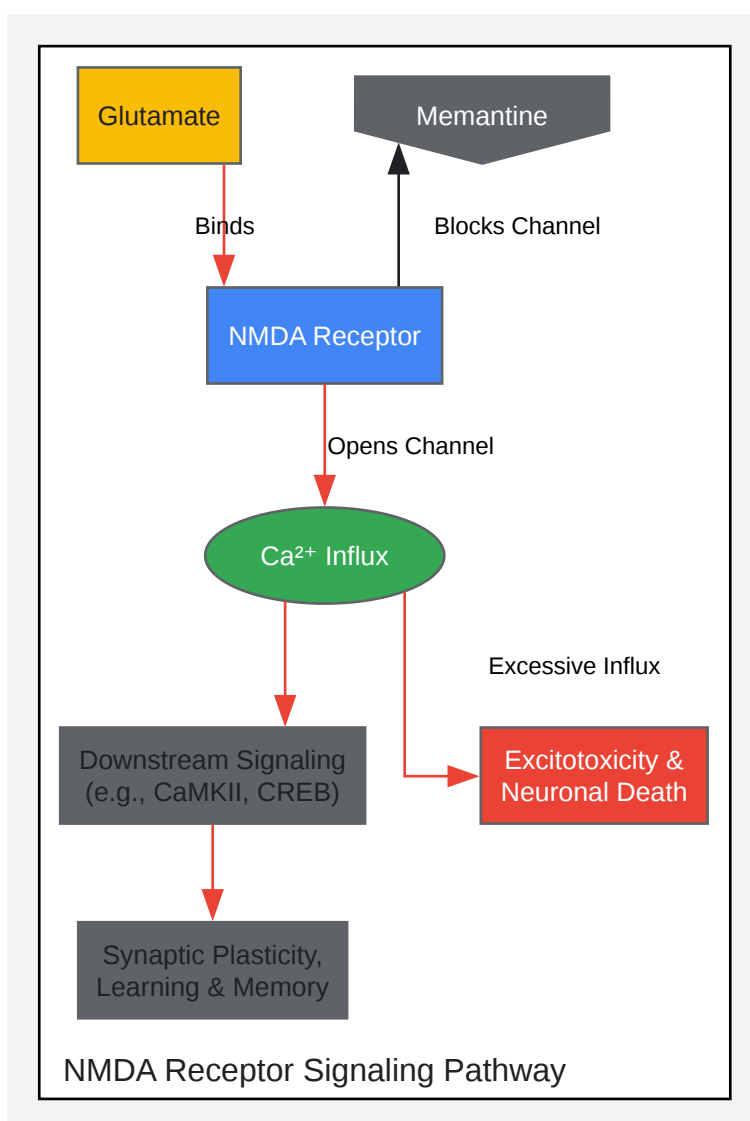 Glutamate
Memantine
Binds
Blocks Channel
NMDA Receptor
Opens Channel
Ca²⁺ Influx
Excessive Influx
Downstream Signaling
(e.g., CaMKII, CREB)
Excitotoxicity &
Neuronal Death
Synaptic Plasticity,
Learning & Memory
NMDA Receptor Signaling Pathway